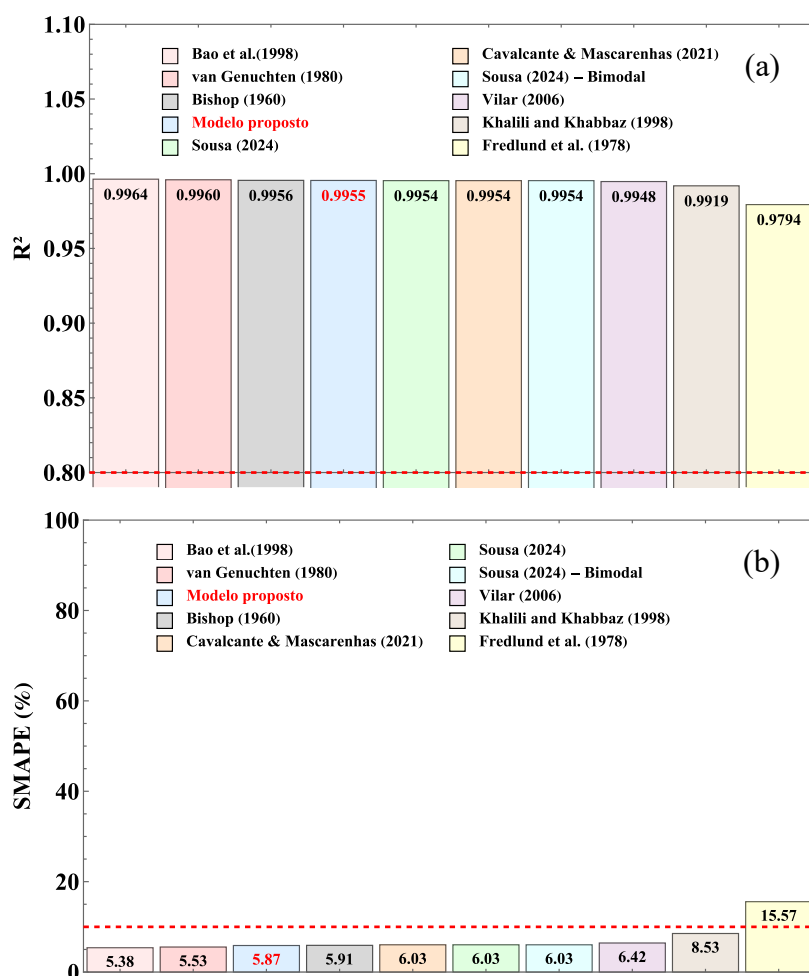 1.10
1.05
1.00
0.95
0.90
0.85
0.80
R²
Bao et al.(1998)
van Genuchten (1980)
Bishop (1960)
Modelo proposto
Sousa (2024)
Cavalcante & Mascarenhas (2021)
Sousa (2024) – Bimodal
Vilar (2006)
Khalili and Khabbaz (1998)
Fredlund et al. (1978)
(a)
0.9964
0.9960
0.9956
0.9955
0.9954
0.9954
0.9954
0.9948
0.9919
0.9794
100
80
60
40
20
0
SMAPE (%)
Bao et al.(1998)
van Genuchten (1980)
Modelo proposto
Bishop (1960)
Cavalcante & Mascarenhas (2021)
Sousa (2024)
Sousa (2024) – Bimodal
Vilar (2006)
Khalili and Khabbaz (1998)
Fredlund et al. (1978)
(b)
5.38
5.53
5.87
5.91
6.03
6.03
6.03
6.42
8.53
15.57